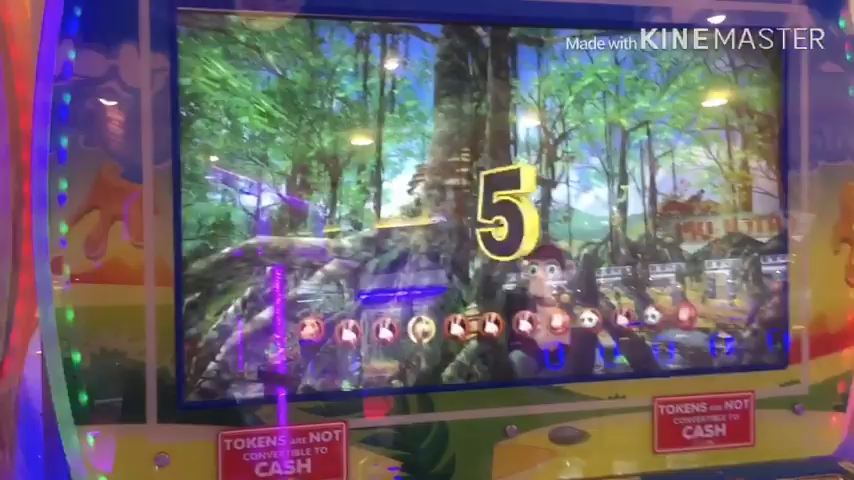 Made with KINEMASTER
5
TOKENS ARE NOT
CONVERTIBLE TO
CASH
TOKENS ARE NOT
CONVERTIBLE TO
CASH